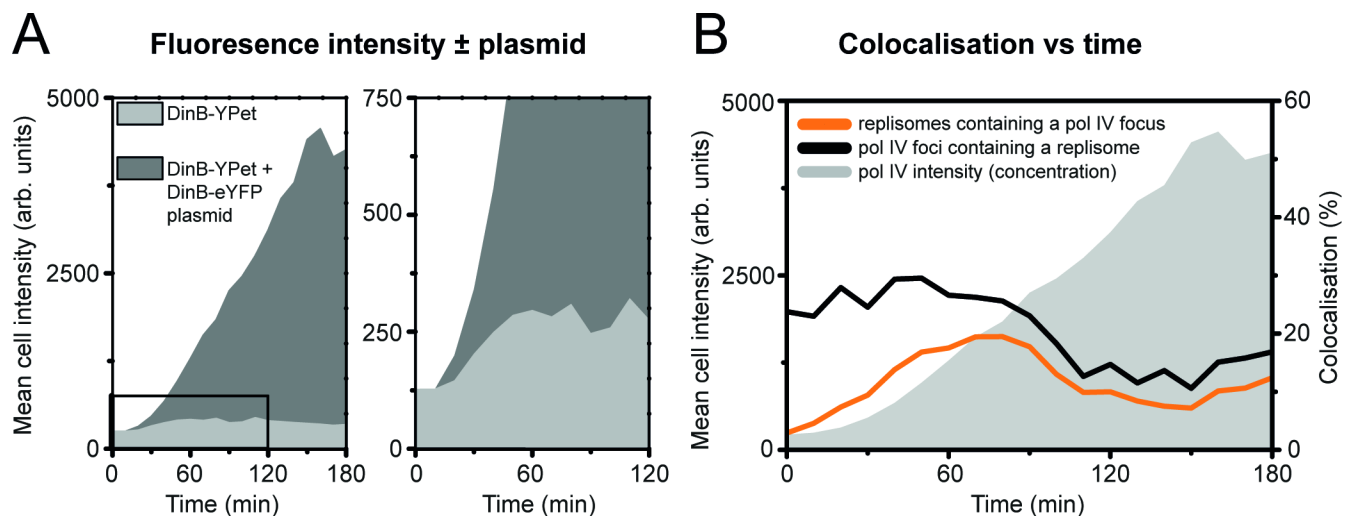 A
Fluoresence intensity ± plasmid
Mean cell intensity (arb. units)
5000
2500
0
DinB-YPet
DinB-YPet +
DinB-eYFP
plasmid
0
60
120
180
Time (min)
750
500
250
0
0
60
120
Time (min)
B
Colocalisation vs time
Mean cell intensity (arb. units)
5000
2500
0
replisomes containing a pol IV focus
pol IV foci containing a replisome
pol IV intensity (concentration)
60
40
20
0
Colocalisation (%)
0
60
120
180
Time (min)